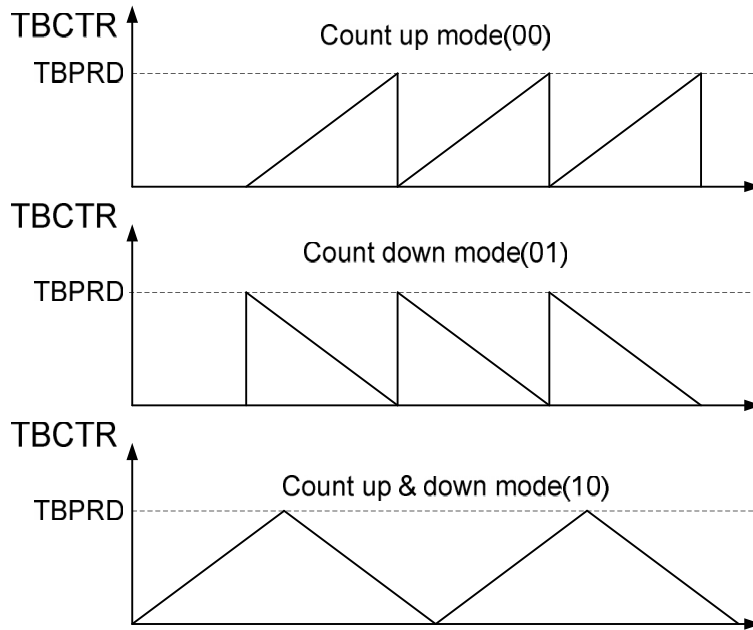 TBCTR
Count up mode(00)
TBPRD
TBCTR
Count down mode(01)
TBPRD
TBCTR
Count up & down mode(10)
TBPRD